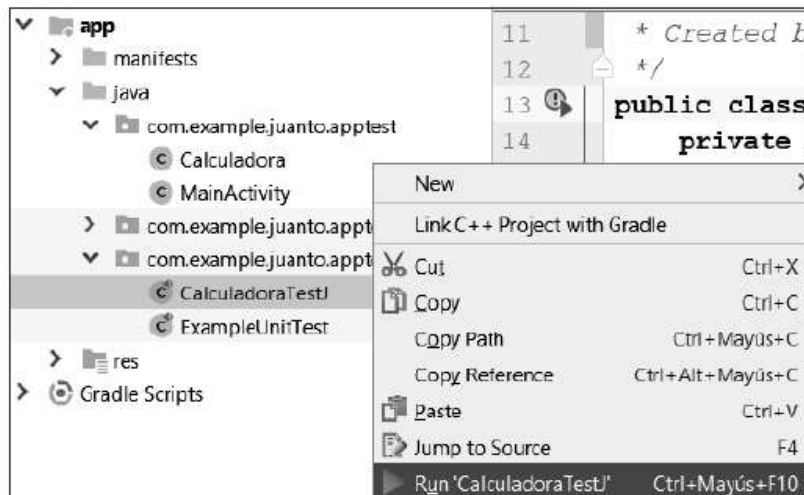 app
manifests
java
com.example.juanto.apptest
Calculadora
MainActivity
com.example.juanto.appt
com.example.juanto.appt
CalculadoraTestJ
ExampleUnitTest
res
Gradle Scripts
11 * Created b
12 */
13 public class
14 private
New
Link C++ Project with Gradle
Cut Ctrl+X
Copy Ctrl+C
Copy Path Ctrl+Mayús+C
Copy Reference Ctrl+Alt+Mayús+C
Paste Ctrl+V
Jump to Source F4
Run 'CalculadoraTestJ' Ctrl+Mayús+F10